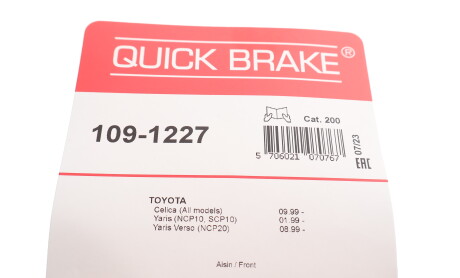 QUICK BRAKE®
Cat. 200
109-1227
5 706021 070767
07/23
EAC
TOYOTA
Celica (All models) 09.99 -
Yaris (NCP10, SCP10) 01.99 -
Yaris Verso (NCP20) 08.99 -
Aisin / Front